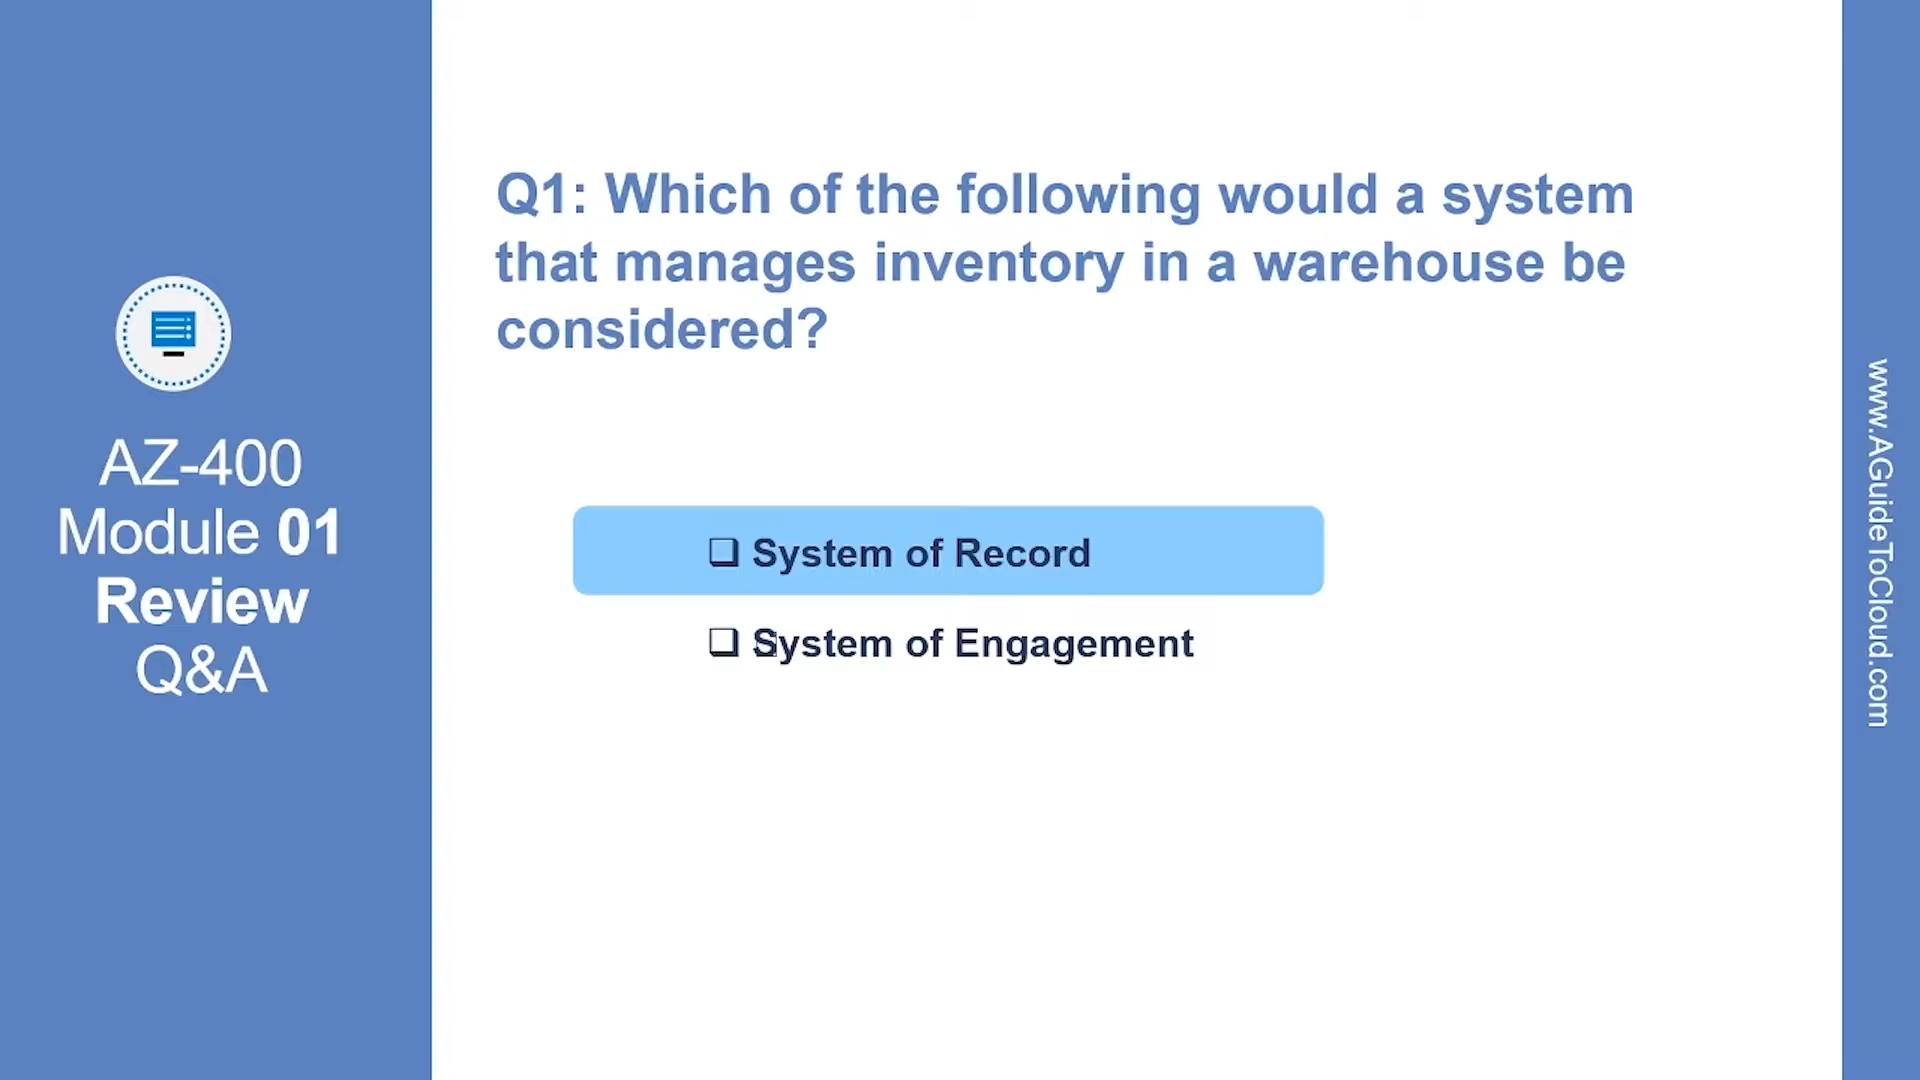 AZ-400
Module 01
Review
Q&A
Q1: Which of the following would a system
that manages inventory in a warehouse be
considered?
❑ System of Record
❑ System of Engagement
www.AGuideToCloud.com